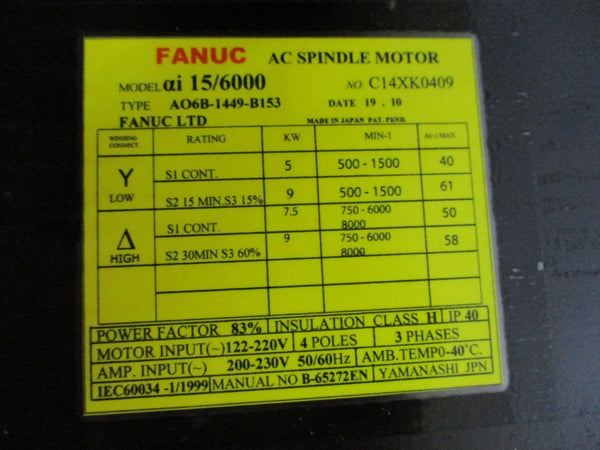 FANUC AC SPINDLE MOTOR
MODEL αi 15/6000 NO. C14XK0409
TYPE AO6B-1449-B153 DATE 19 . 10
FANUC LTD MADE IN JAPAN PAT. PEND.
WINDING CONNECT. RATING KW MIN-1 A(~) MAX
Y LOW S1 CONT. 5 500 - 1500 40
S2 15 MIN.S3 15% 9 500 - 1500 61
Δ HIGH S1 CONT. 7.5 750 - 6000 8000 50
S2 30MIN S3 60% 9 750 - 6000 8000 58
POWER FACTOR 83% INSULATION CLASS H IP 40
MOTOR INPUT(~) 122-220V 4 POLES 3 PHASES
AMP. INPUT(~) 200-230V 50/60Hz AMB.TEMP0-40°C.
IEC60034 -1/1999 MANUAL NO B-65272EN YAMANASHI JPN